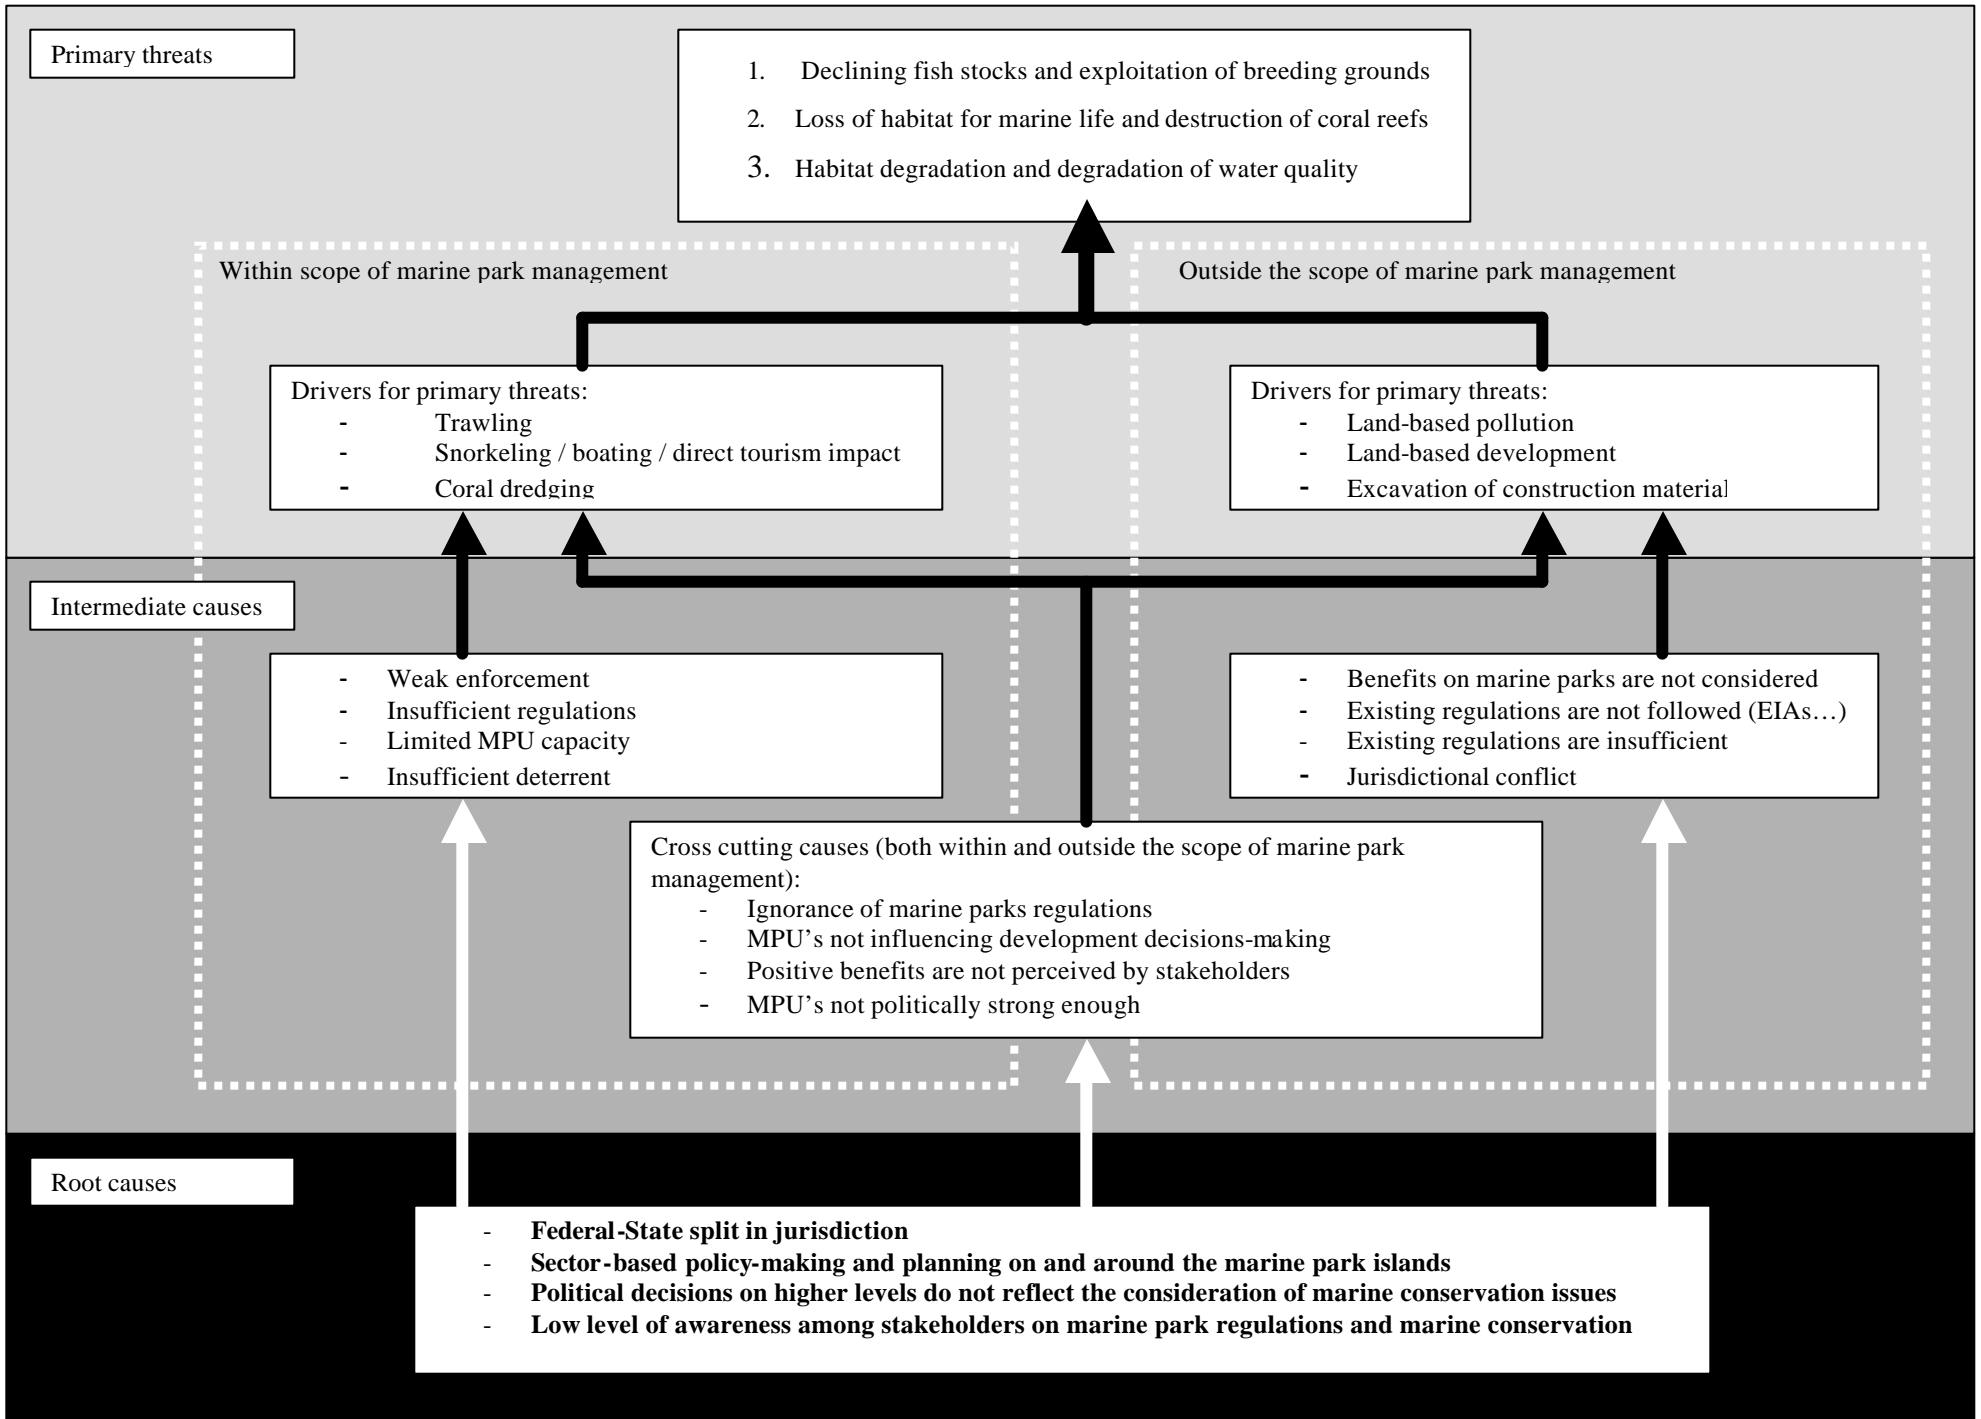 Primary threats
1. Declining fish stocks and exploitation of breeding grounds
2. Loss of habitat for marine life and destruction of coral reefs
3. Habitat degradation and degradation of water quality
Within scope of marine park management
Outside the scope of marine park management
Drivers for primary threats:
- Trawling
- Snorkeling / boating / direct tourism impact
- Coral dredging
Drivers for primary threats:
- Land-based pollution
- Land-based development
- Excavation of construction material
Intermediate causes
- Weak enforcement
- Insufficient regulations
- Limited MPU capacity
- Insufficient deterrent
- Benefits on marine parks are not considered
- Existing regulations are not followed (EIAs…)
- Existing regulations are insufficient
- Jurisdictional conflict
Cross cutting causes (both within and outside the scope of marine park
management):
- Ignorance of marine parks regulations
- MPU’s not influencing development decisions-making
- Positive benefits are not perceived by stakeholders
- MPU’s not politically strong enough
Root causes
- Federal-State split in jurisdiction
- Sector-based policy-making and planning on and around the marine park islands
- Political decisions on higher levels do not reflect the consideration of marine conservation issues
- Low level of awareness among stakeholders on marine park regulations and marine conservation